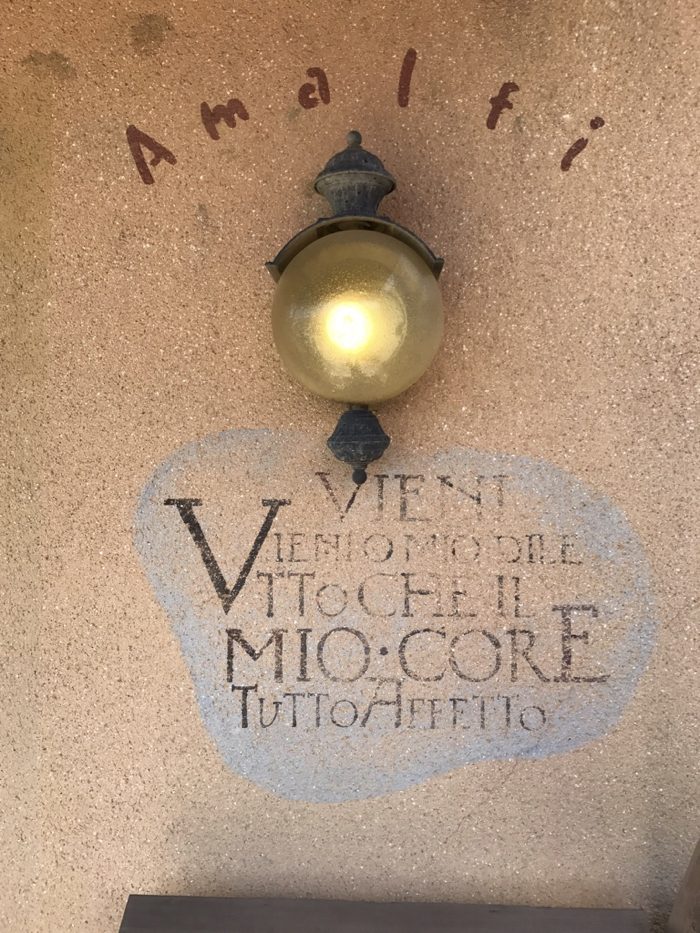 Amalfi
VIENI
VIENI O MIO DILE
TTO CHE IL
MIO·CORE
TUTTO AFFETTO